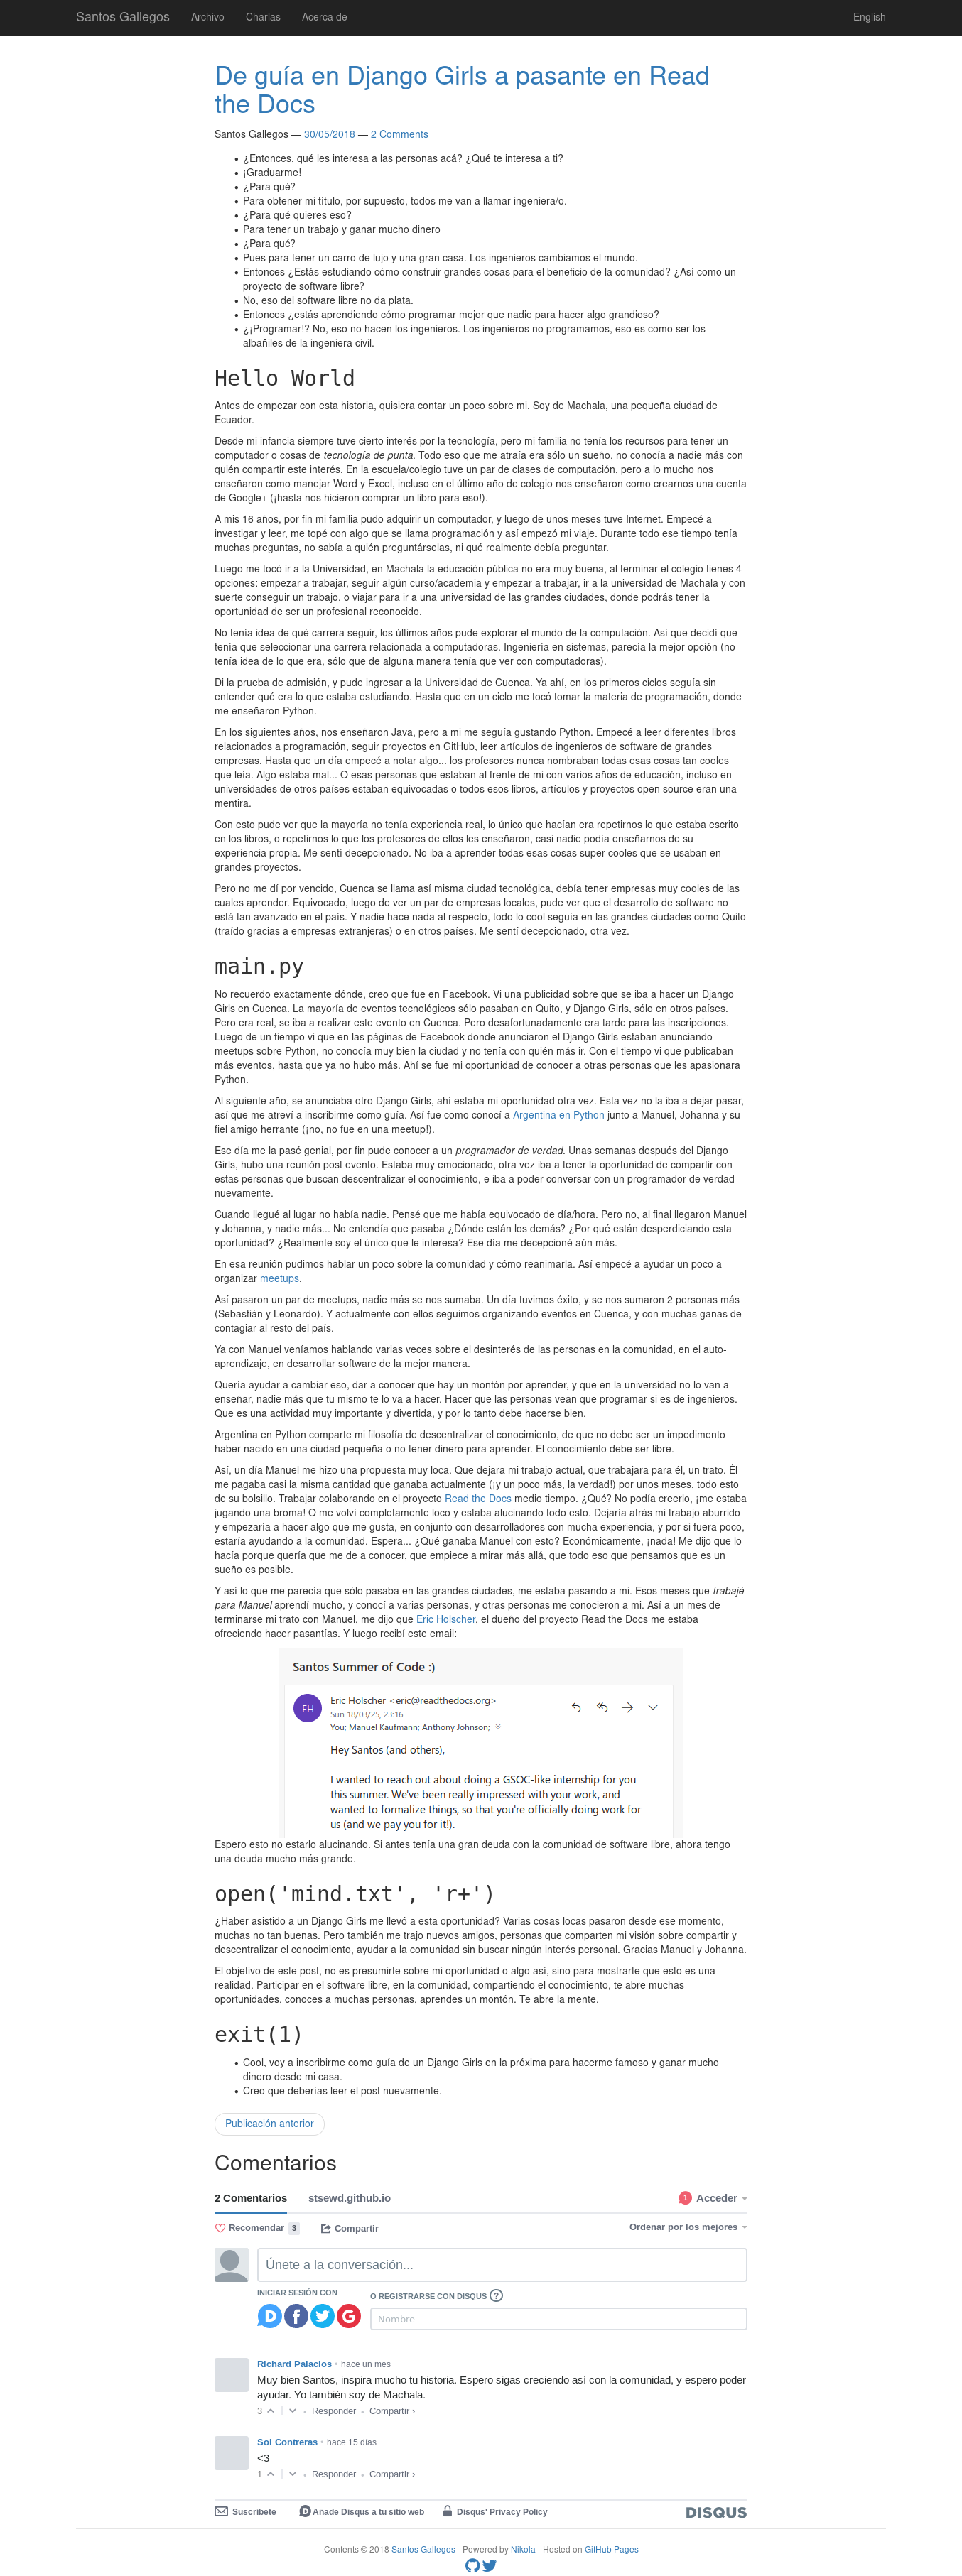 Santos Gallegos Archivo Charlas Acerca de English
De guía en Django Girls a pasante en Read
the Docs
Santos Gallegos — 30/05/2018 — 2 Comments
• ¿Entonces, qué les interesa a las personas acá? ¿Qué te interesa a ti?
• ¡Graduarme!
• ¿Para qué?
• Para obtener mi título, por supuesto, todos me van a llamar ingeniera/o.
• ¿Para qué quieres eso?
• Para tener un trabajo y ganar mucho dinero
• ¿Para qué?
• Pues para tener un carro de lujo y una gran casa. Los ingenieros cambiamos el mundo.
• Entonces ¿Estás estudiando cómo construir grandes cosas para el beneficio de la comunidad? ¿Así como un
proyecto de software libre?
• No, eso del software libre no da plata.
• Entonces ¿estás aprendiendo cómo programar mejor que nadie para hacer algo grandioso?
• ¿¡Programar!? No, eso no hacen los ingenieros. Los ingenieros no programamos, eso es como ser los
albañiles de la ingeniera civil.
Hello World
Antes de empezar con esta historia, quisiera contar un poco sobre mi. Soy de Machala, una pequeña ciudad de
Ecuador.
Desde mi infancia siempre tuve cierto interés por la tecnología, pero mi familia no tenía los recursos para tener un
computador o cosas de tecnología de punta. Todo eso que me atraía era sólo un sueño, no conocía a nadie más con
quién compartir este interés. En la escuela/colegio tuve un par de clases de computación, pero a lo mucho nos
enseñaron como manejar Word y Excel, incluso en el último año de colegio nos enseñaron como crearnos una cuenta
de Google+ (¡hasta nos hicieron comprar un libro para eso!).
A mis 16 años, por fin mi familia pudo adquirir un computador, y luego de unos meses tuve Internet. Empecé a
investigar y leer, me topé con algo que se llama programación y así empezó mi viaje. Durante todo ese tiempo tenía
muchas preguntas, no sabía a quién preguntárselas, ni qué realmente debía preguntar.
Luego me tocó ir a la Universidad, en Machala la educación pública no era muy buena, al terminar el colegio tienes 4
opciones: empezar a trabajar, seguir algún curso/academia y empezar a trabajar, ir a la universidad de Machala y con
suerte conseguir un trabajo, o viajar para ir a una universidad de las grandes ciudades, donde podrás tener la
oportunidad de ser un profesional reconocido.
No tenía idea de qué carrera seguir, los últimos años pude explorar el mundo de la computación. Así que decidí que
tenía que seleccionar una carrera relacionada a computadoras. Ingeniería en sistemas, parecía la mejor opción (no
tenía idea de lo que era, sólo que de alguna manera tenía que ver con computadoras).
Di la prueba de admisión, y pude ingresar a la Universidad de Cuenca. Ya ahí, en los primeros ciclos seguía sin
entender qué era lo que estaba estudiando. Hasta que en un ciclo me tocó tomar la materia de programación, donde
me enseñaron Python.
En los siguientes años, nos enseñaron Java, pero a mi me seguía gustando Python. Empecé a leer diferentes libros
relacionados a programación, seguir proyectos en GitHub, leer artículos de ingenieros de software de grandes
empresas. Hasta que un día empecé a notar algo... los profesores nunca nombraban todas esas cosas tan cooles
que leía. Algo estaba mal... O esas personas que estaban al frente de mi con varios años de educación, incluso en
universidades de otros países estaban equivocadas o todos esos libros, artículos y proyectos open source eran una
mentira.
Con esto pude ver que la mayoría no tenía experiencia real, lo único que hacían era repetirnos lo que estaba escrito
en los libros, o repetirnos lo que los profesores de ellos les enseñaron, casi nadie podía enseñarnos de su
experiencia propia. Me sentí decepcionado. No iba a aprender todas esas cosas super cooles que se usaban en
grandes proyectos.
Pero no me dí por vencido, Cuenca se llama así misma ciudad tecnológica, debía tener empresas muy cooles de las
cuales aprender. Equivocado, luego de ver un par de empresas locales, pude ver que el desarrollo de software no
está tan avanzado en el país. Y nadie hace nada al respecto, todo lo cool seguía en las grandes ciudades como Quito
(traído gracias a empresas extranjeras) o en otros países. Me sentí decepcionado, otra vez.
main.py
No recuerdo exactamente dónde, creo que fue en Facebook. Vi una publicidad sobre que se iba a hacer un Django
Girls en Cuenca. La mayoría de eventos tecnológicos sólo pasaban en Quito, y Django Girls, sólo en otros países.
Pero era real, se iba a realizar este evento en Cuenca. Pero desafortunadamente era tarde para las inscripciones.
Luego de un tiempo vi que en las páginas de Facebook donde anunciaron el Django Girls estaban anunciando
meetups sobre Python, no conocía muy bien la ciudad y no tenía con quién más ir. Con el tiempo vi que publicaban
más eventos, hasta que ya no hubo más. Ahí se fue mi oportunidad de conocer a otras personas que les apasionara
Python.
Al siguiente año, se anunciaba otro Django Girls, ahí estaba mi oportunidad otra vez. Esta vez no la iba a dejar pasar,
así que me atreví a inscribirme como guía. Así fue como conocí a Argentina en Python junto a Manuel, Johanna y su
fiel amigo herrante (¡no, no fue en una meetup!).
Ese día me la pasé genial, por fin pude conocer a un programador de verdad. Unas semanas después del Django
Girls, hubo una reunión post evento. Estaba muy emocionado, otra vez iba a tener la oportunidad de compartir con
estas personas que buscan descentralizar el conocimiento, e iba a poder conversar con un programador de verdad
nuevamente.
Cuando llegué al lugar no había nadie. Pensé que me había equivocado de día/hora. Pero no, al final llegaron Manuel
y Johanna, y nadie más... No entendía que pasaba ¿Dónde están los demás? ¿Por qué están desperdiciando esta
oportunidad? ¿Realmente soy el único que le interesa? Ese día me decepcioné aún más.
En esa reunión pudimos hablar un poco sobre la comunidad y cómo reanimarla. Así empecé a ayudar un poco a
organizar meetups.
Así pasaron un par de meetups, nadie más se nos sumaba. Un día tuvimos éxito, y se nos sumaron 2 personas más
(Sebastián y Leonardo). Y actualmente con ellos seguimos organizando eventos en Cuenca, y con muchas ganas de
contagiar al resto del país.
Ya con Manuel veníamos hablando varias veces sobre el desinterés de las personas en la comunidad, en el auto-
aprendizaje, en desarrollar software de la mejor manera.
Quería ayudar a cambiar eso, dar a conocer que hay un montón por aprender, y que en la universidad no lo van a
enseñar, nadie más que tu mismo te lo va a hacer. Hacer que las personas vean que programar si es de ingenieros.
Que es una actividad muy importante y divertida, y por lo tanto debe hacerse bien.
Argentina en Python comparte mi filosofía de descentralizar el conocimiento, de que no debe ser un impedimento
haber nacido en una ciudad pequeña o no tener dinero para aprender. El conocimiento debe ser libre.
Así, un día Manuel me hizo una propuesta muy loca. Que dejara mi trabajo actual, que trabajara para él, un trato. Él
me pagaba casi la misma cantidad que ganaba actualmente (¡y un poco más, la verdad!) por unos meses, todo esto
de su bolsillo. Trabajar colaborando en el proyecto Read the Docs medio tiempo. ¿Qué? No podía creerlo, ¡me estaba
jugando una broma! O me volví completamente loco y estaba alucinando todo esto. Dejaría atrás mi trabajo aburrido
y empezaría a hacer algo que me gusta, en conjunto con desarrolladores con mucha experiencia, y por si fuera poco,
estaría ayudando a la comunidad. Espera... ¿Qué ganaba Manuel con esto? Económicamente, ¡nada! Me dijo que lo
hacía porque quería que me de a conocer, que empiece a mirar más allá, que todo eso que pensamos que es un
sueño es posible.
Y así lo que me parecía que sólo pasaba en las grandes ciudades, me estaba pasando a mi. Esos meses que trabajé
para Manuel aprendí mucho, y conocí a varias personas, y otras personas me conocieron a mi. Así a un mes de
terminarse mi trato con Manuel, me dijo que Eric Holscher, el dueño del proyecto Read the Docs me estaba
ofreciendo hacer pasantías. Y luego recibí este email:
Santos Summer of Code :)
EH Eric Holscher <eric@readthedocs.org>
Sun 18/03/25, 23:16
You; Manuel Kaufmann; Anthony Johnson;
Hey Santos (and others),
I wanted to reach out about doing a GSOC-like internship for you
this summer. We've been really impressed with your work, and
wanted to formalize things, so that you're officially doing work for
us (and we pay you for it!).
Espero esto no estarlo alucinando. Si antes tenía una gran deuda con la comunidad de software libre, ahora tengo
una deuda mucho más grande.
open('mind.txt', 'r+')
¿Haber asistido a un Django Girls me llevó a esta oportunidad? Varias cosas locas pasaron desde ese momento,
muchas no tan buenas. Pero también me trajo nuevos amigos, personas que comparten mi visión sobre compartir y
descentralizar el conocimiento, ayudar a la comunidad sin buscar ningún interés personal. Gracias Manuel y Johanna.
El objetivo de este post, no es presumirte sobre mi oportunidad o algo así, sino para mostrarte que esto es una
realidad. Participar en el software libre, en la comunidad, compartiendo el conocimiento, te abre muchas
oportunidades, conoces a muchas personas, aprendes un montón. Te abre la mente.
exit(1)
• Cool, voy a inscribirme como guía de un Django Girls en la próxima para hacerme famoso y ganar mucho
dinero desde mi casa.
• Creo que deberías leer el post nuevamente.
Publicación anterior
Comentarios
2 Comentarios stsewd.github.io 1 Acceder
Recomendar 3 Compartir Ordenar por los mejores
Únete a la conversación...
INICIAR SESIÓN CON
O REGISTRARSE CON DISQUS ?
Nombre
Richard Palacios • hace un mes
Muy bien Santos, inspira mucho tu historia. Espero sigas creciendo así con la comunidad, y espero poder
ayudar. Yo también soy de Machala.
3 • Responder • Compartir ›
Sol Contreras • hace 15 días
<3
1 • Responder • Compartir ›
Suscríbete Añade Disqus a tu sitio web Disqus' Privacy Policy DISQUS
Contents © 2018 Santos Gallegos - Powered by Nikola - Hosted on GitHub Pages